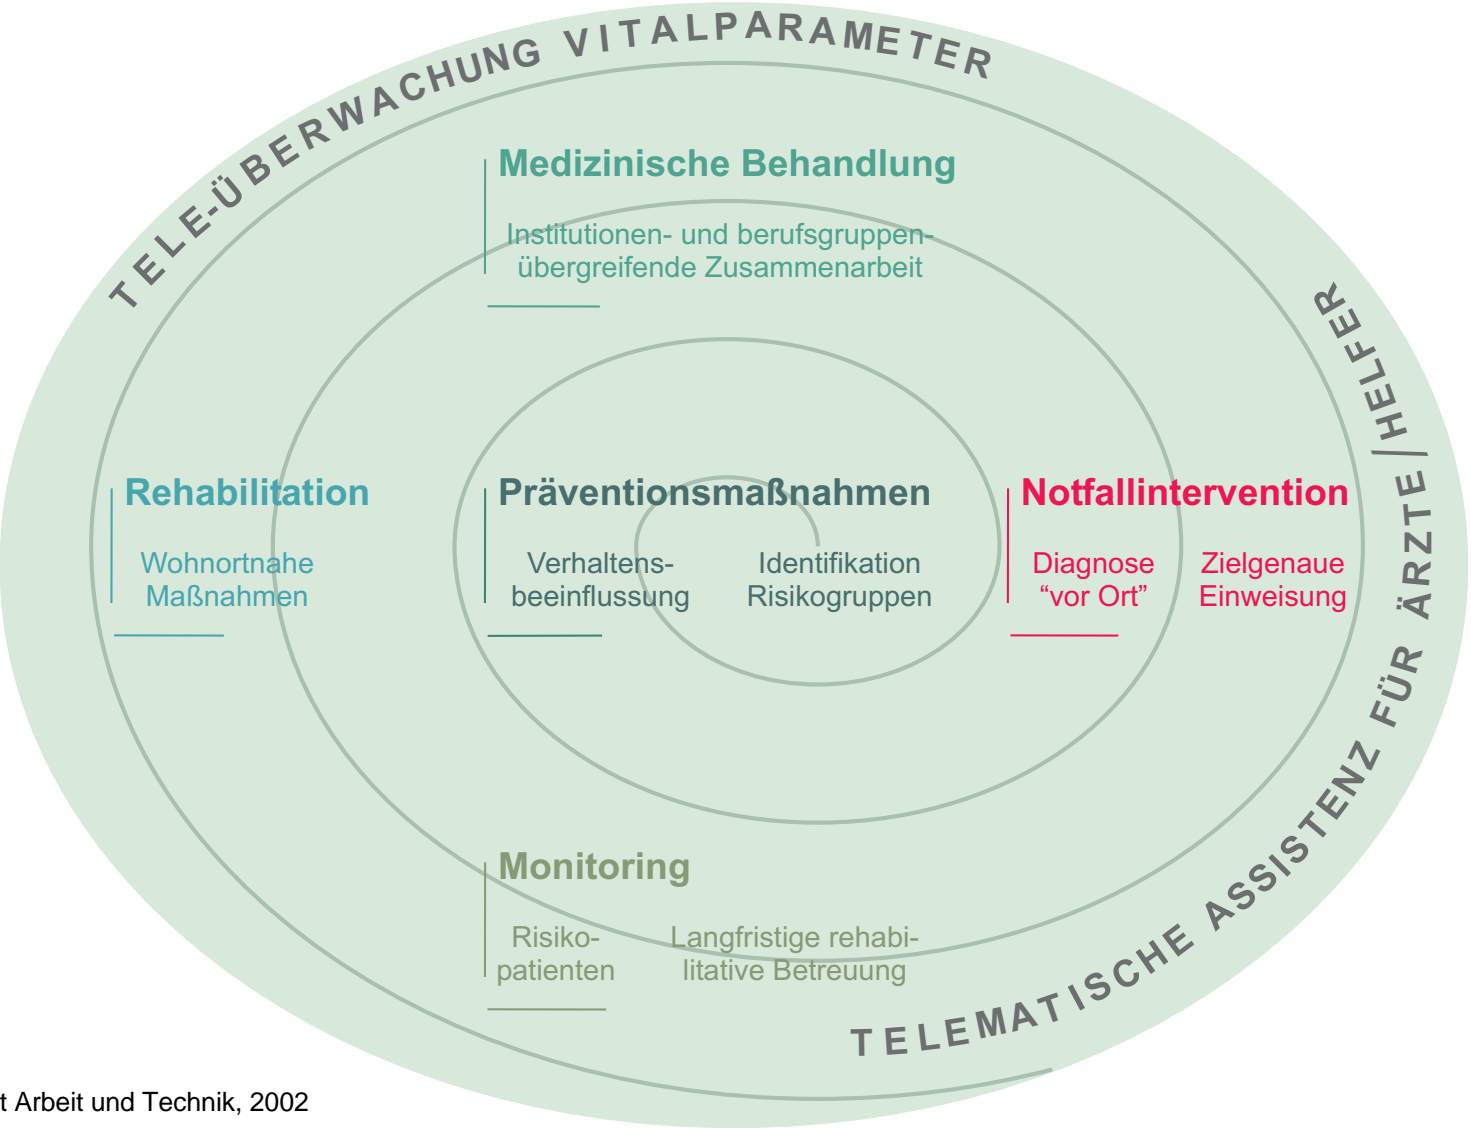 TELE-ÜBERWACHUNG VITALPARAMETER
Medizinische Behandlung
Institutionen- und berufsgruppen-
übergreifende Zusammenarbeit
TELEMATISCHE ASSISTENZ FÜR ÄRZTE/HELFER
Rehabilitation
Wohnortnahe
Maßnahmen
Präventionsmaßnahmen
Verhaltens-
beeinflussung
Identifikation
Risikogruppen
Notfallintervention
Diagnose
“vor Ort”
Zielgenaue
Einweisung
Monitoring
Risiko-
patienten
Langfristige rehabi-
litative Betreuung
t Arbeit und Technik, 2002